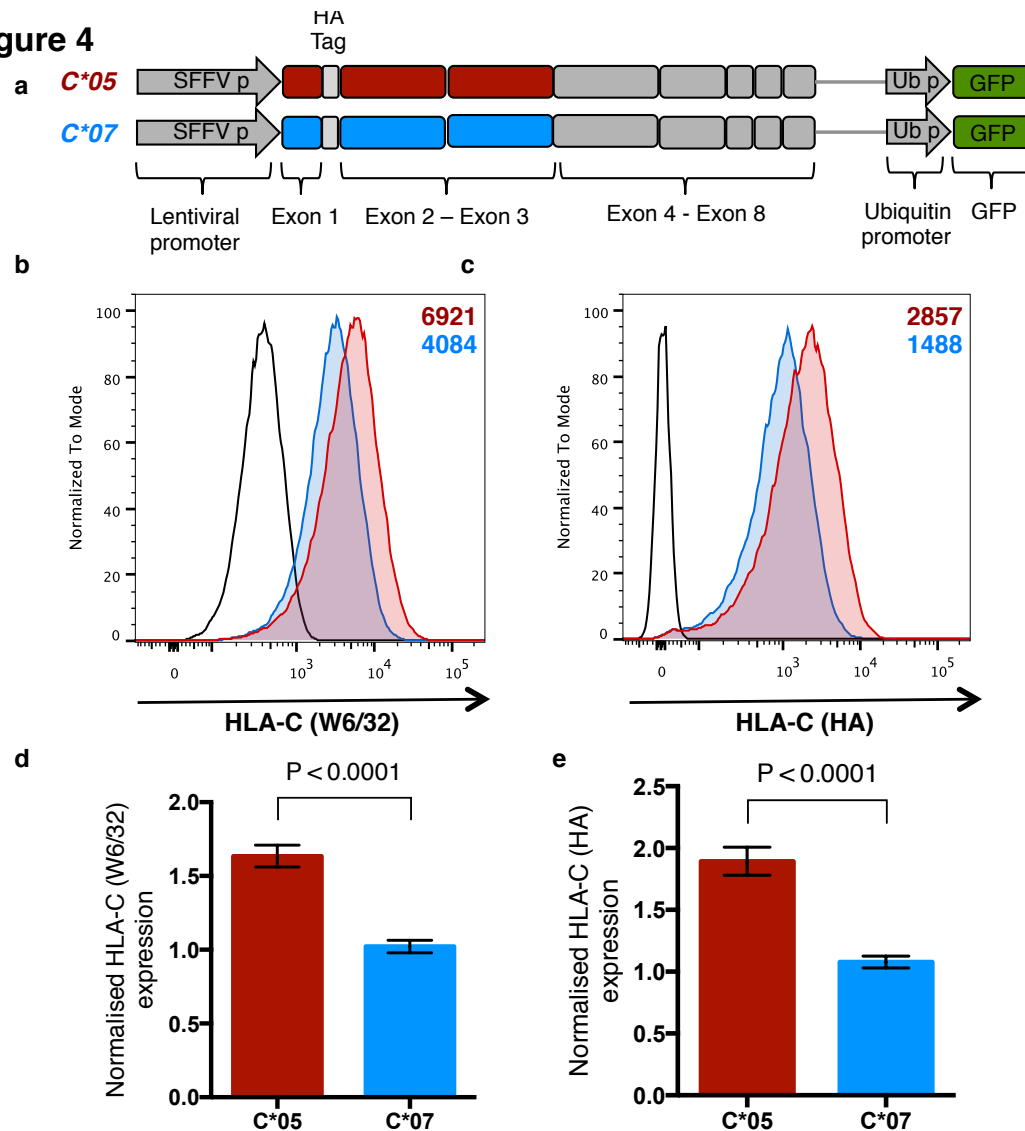 gure 4
HA
Tag
a
C*05
SFFV p
Ub p
GFP
C*07
SFFV p
Ub p
GFP
Lentiviral
promoter
Exon 1
Exon 2 – Exon 3
Exon 4 - Exon 8
Ubiquitin
promoter
GFP
b
6921
4084
Normalized To Mode
100
80
60
40
20
0
0
10³
10⁴
10⁵
HLA-C (W6/32)
c
2857
1488
Normalized To Mode
100
80
60
40
20
0
0
10³
10⁴
10⁵
HLA-C (HA)
d
P < 0.0001
Normalised HLA-C (W6/32)
expression
2.0
1.5
1.0
0.5
0.0
C*05
C*07
e
P < 0.0001
Normalised HLA-C (HA)
expression
2.5
2.0
1.5
1.0
0.5
0.0
C*05
C*07